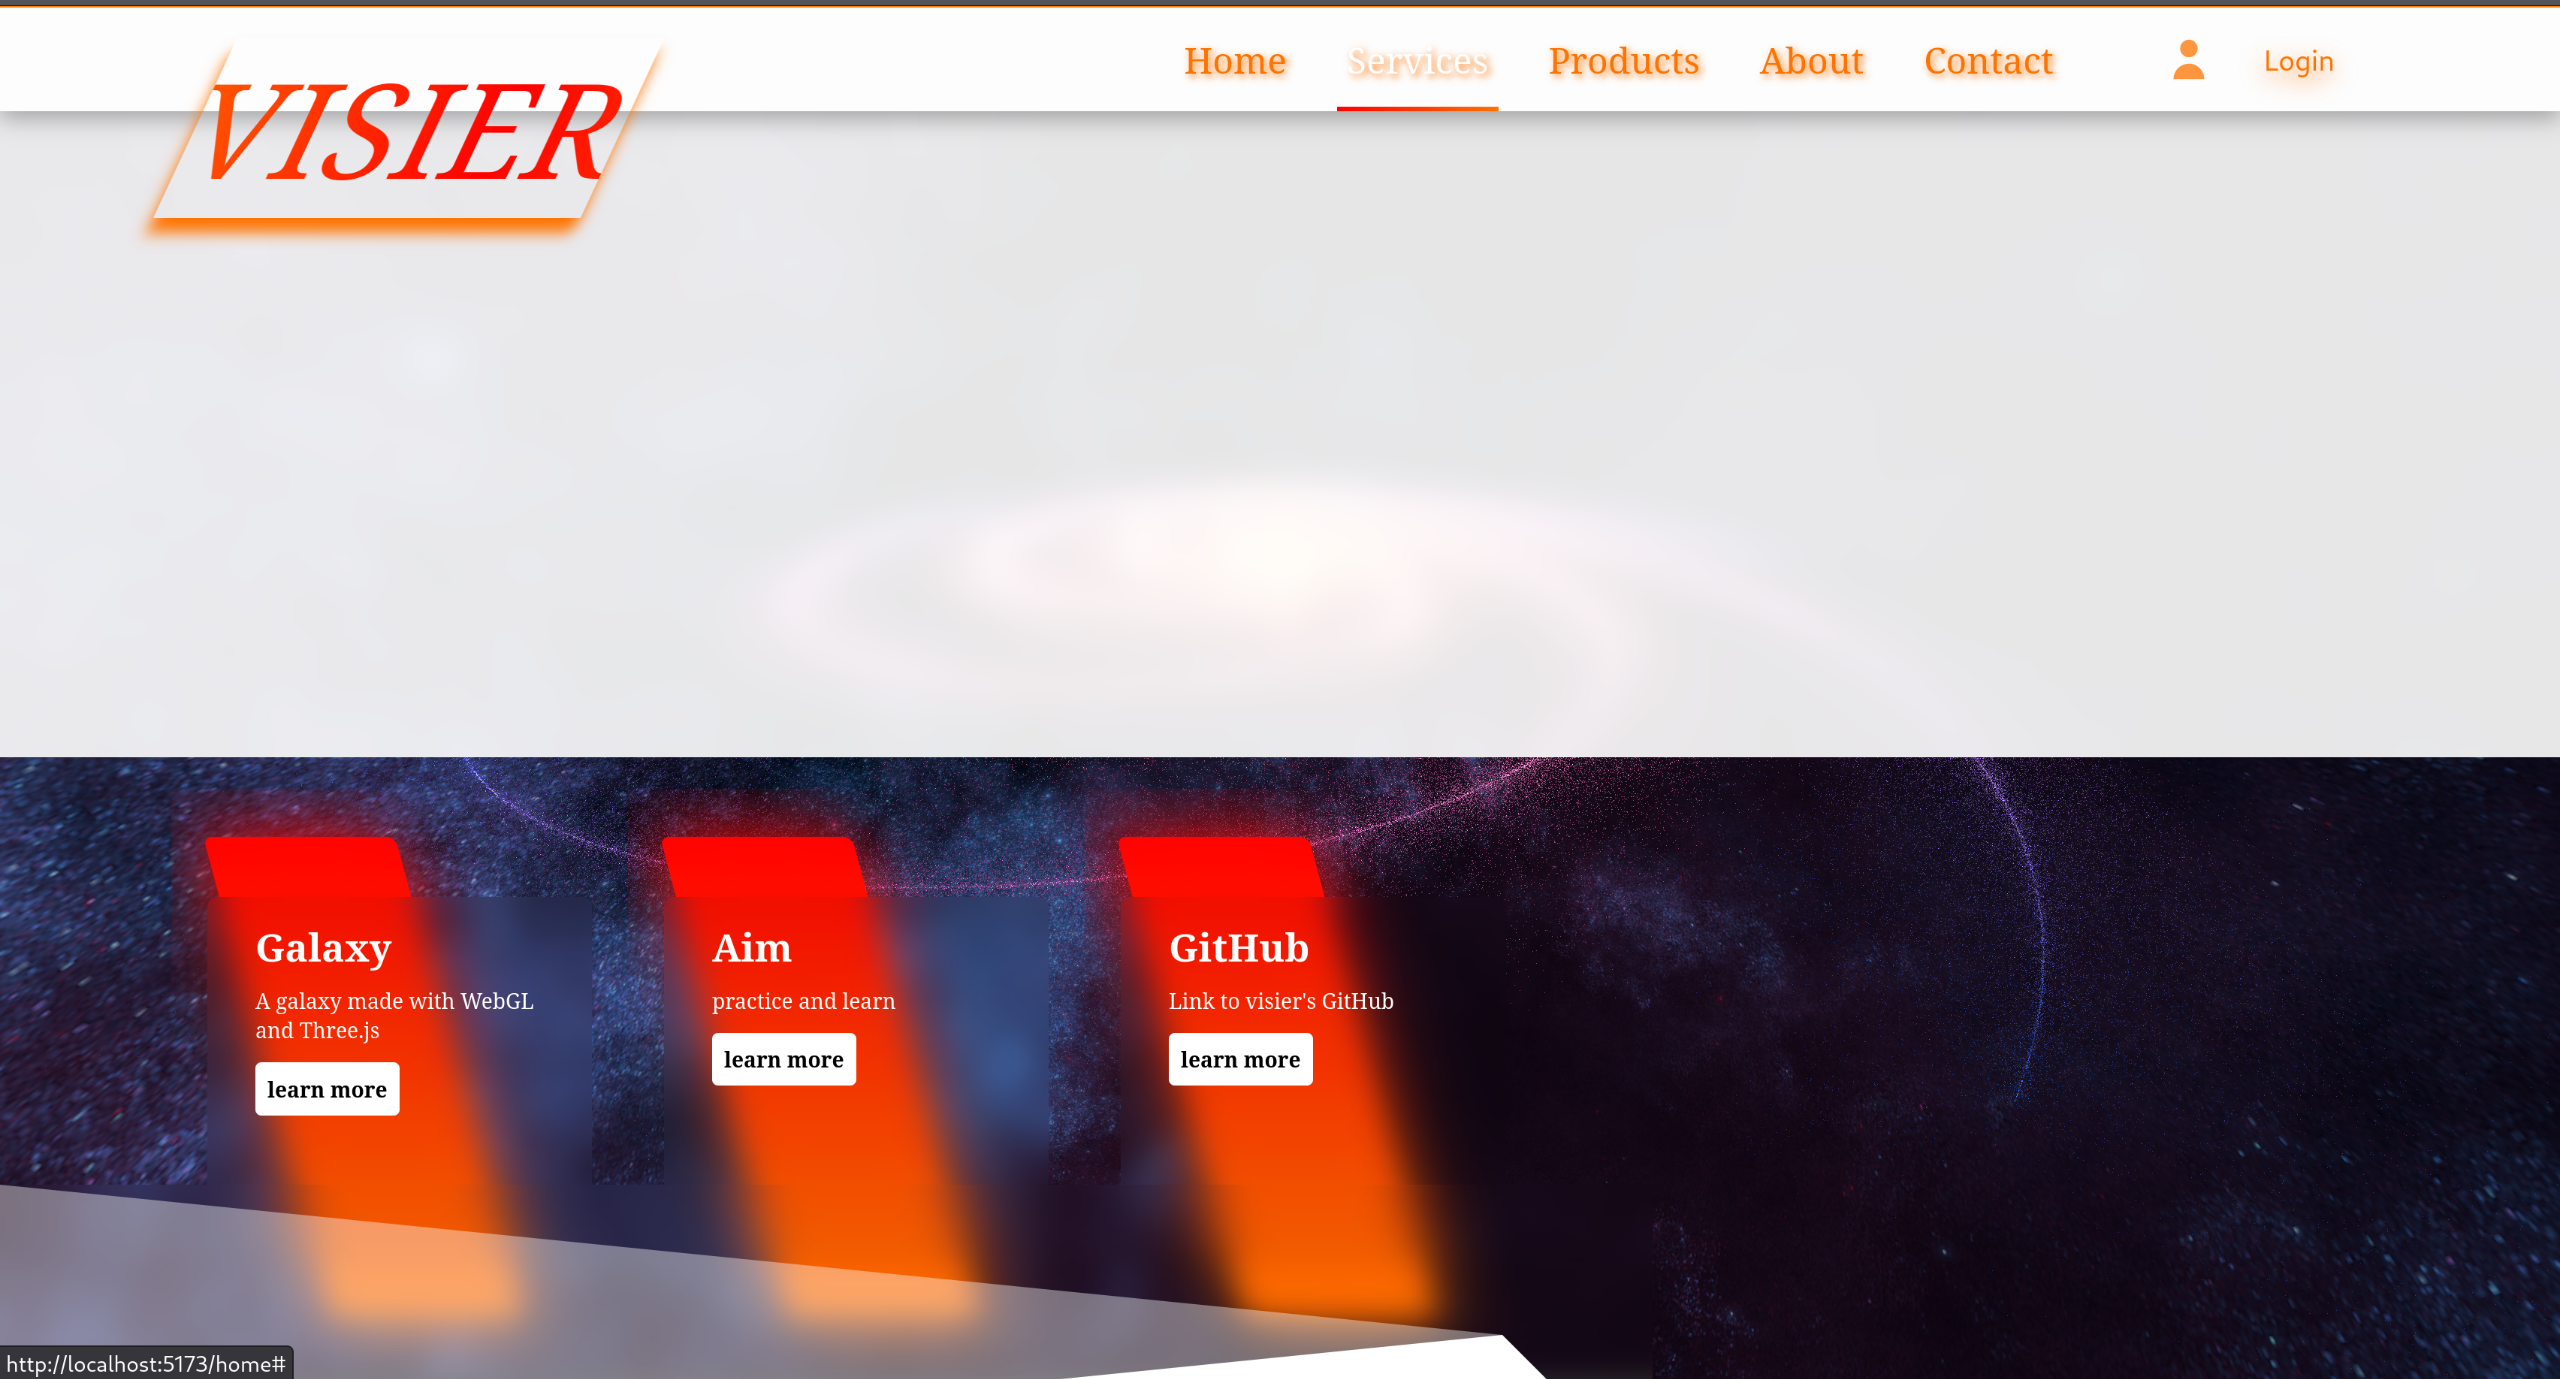 VISIER
Home Services Products About Contact Login
Galaxy
A galaxy made with WebGL
and Three.js
learn more
Aim
practice and learn
learn more
GitHub
Link to visier's GitHub
learn more
http://localhost:5173/home#